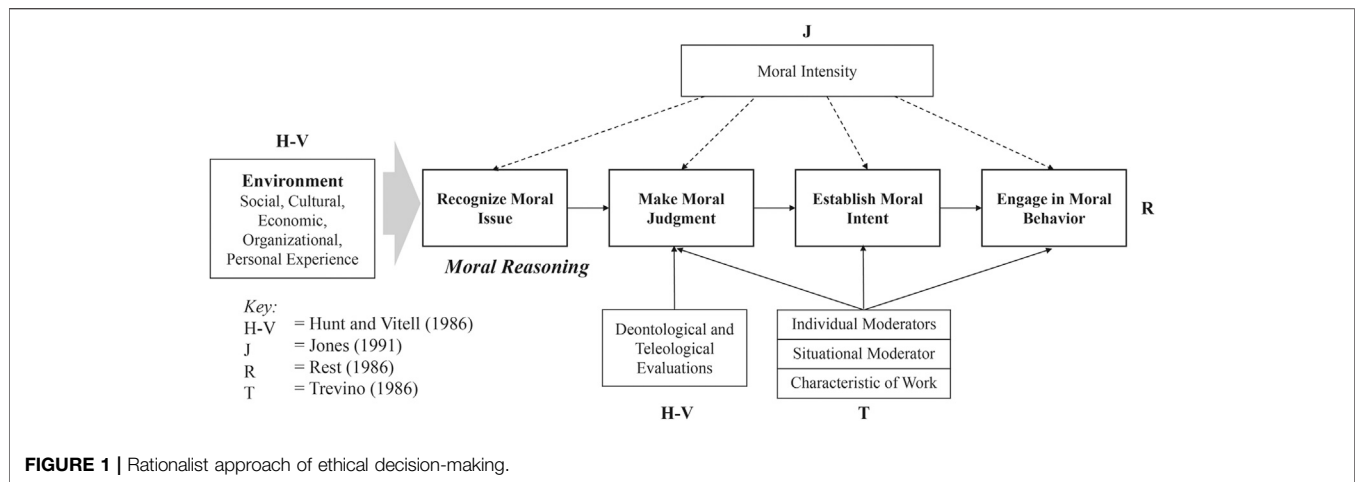 J
Moral Intensity
H-V
Environment
Social, Cultural,
Economic,
Organizational,
Personal Experience
Recognize Moral
Issue
Make Moral
Judgment
Establish Moral
Intent
Engage in Moral
Behavior
R
Moral Reasoning
Key:
H-V = Hunt and Vitell (1986)
J = Jones (1991)
R = Rest (1986)
T = Trevino (1986)
Deontological and
Teleological
Evaluations
H-V
Individual Moderators
Situational Moderator
Characteristic of Work
T
FIGURE 1 | Rationalist approach of ethical decision-making.